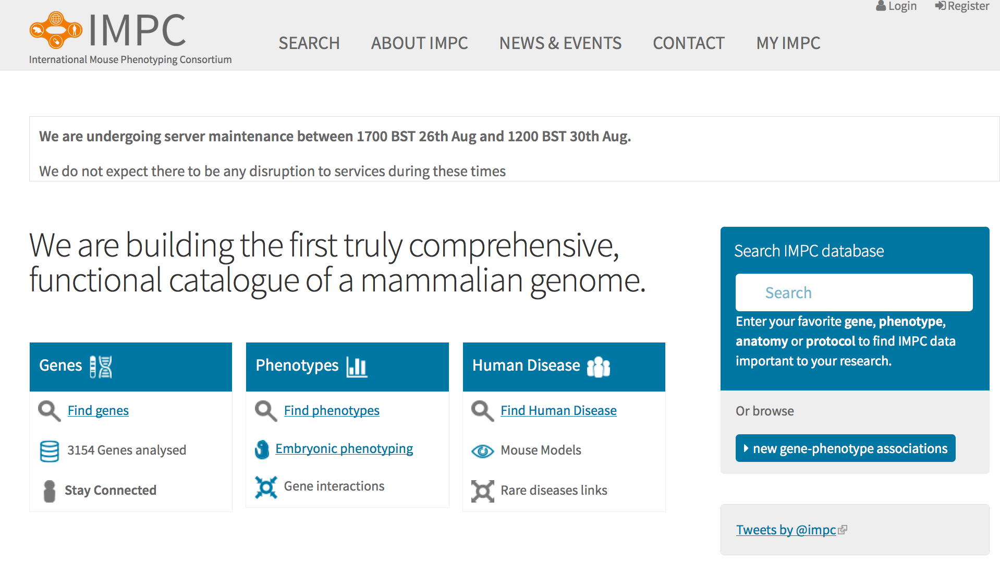 Login
Register
IMPC
International Mouse Phenotyping Consortium
SEARCH
ABOUT IMPC
NEWS & EVENTS
CONTACT
MY IMPC
We are undergoing server maintenance between 1700 BST 26th Aug and 1200 BST 30th Aug.
We do not expect there to be any disruption to services during these times
We are building the first truly comprehensive,
functional catalogue of a mammalian genome.
Genes
Find genes
3154 Genes analysed
Stay Connected
Phenotypes
Find phenotypes
Embryonic phenotyping
Gene interactions
Human Disease
Find Human Disease
Mouse Models
Rare diseases links
Search IMPC database
Search
Enter your favorite gene, phenotype,
anatomy or protocol to find IMPC data
important to your research.
Or browse
new gene-phenotype associations
Tweets by @impc